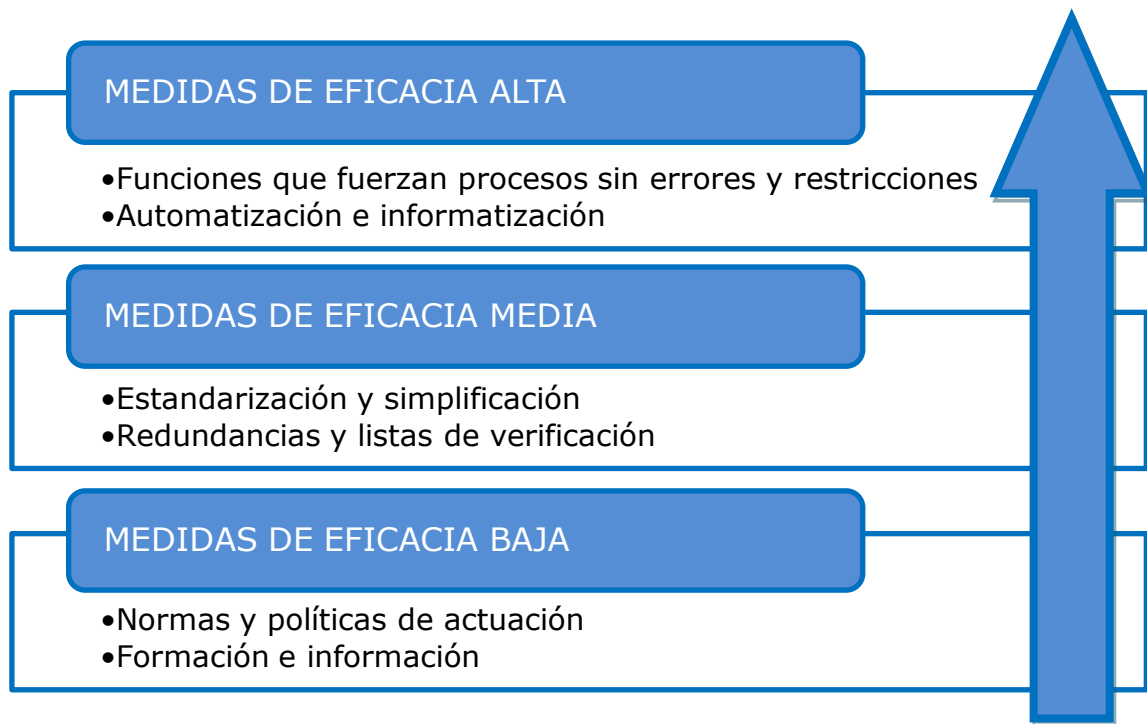 MEDIDAS DE EFICACIA ALTA
•Funciones que fuerzan procesos sin errores y restricciones
•Automatización e informatización
MEDIDAS DE EFICACIA MEDIA
•Estandarización y simplificación
•Redundancias y listas de verificación
MEDIDAS DE EFICACIA BAJA
•Normas y políticas de actuación
•Formación e información